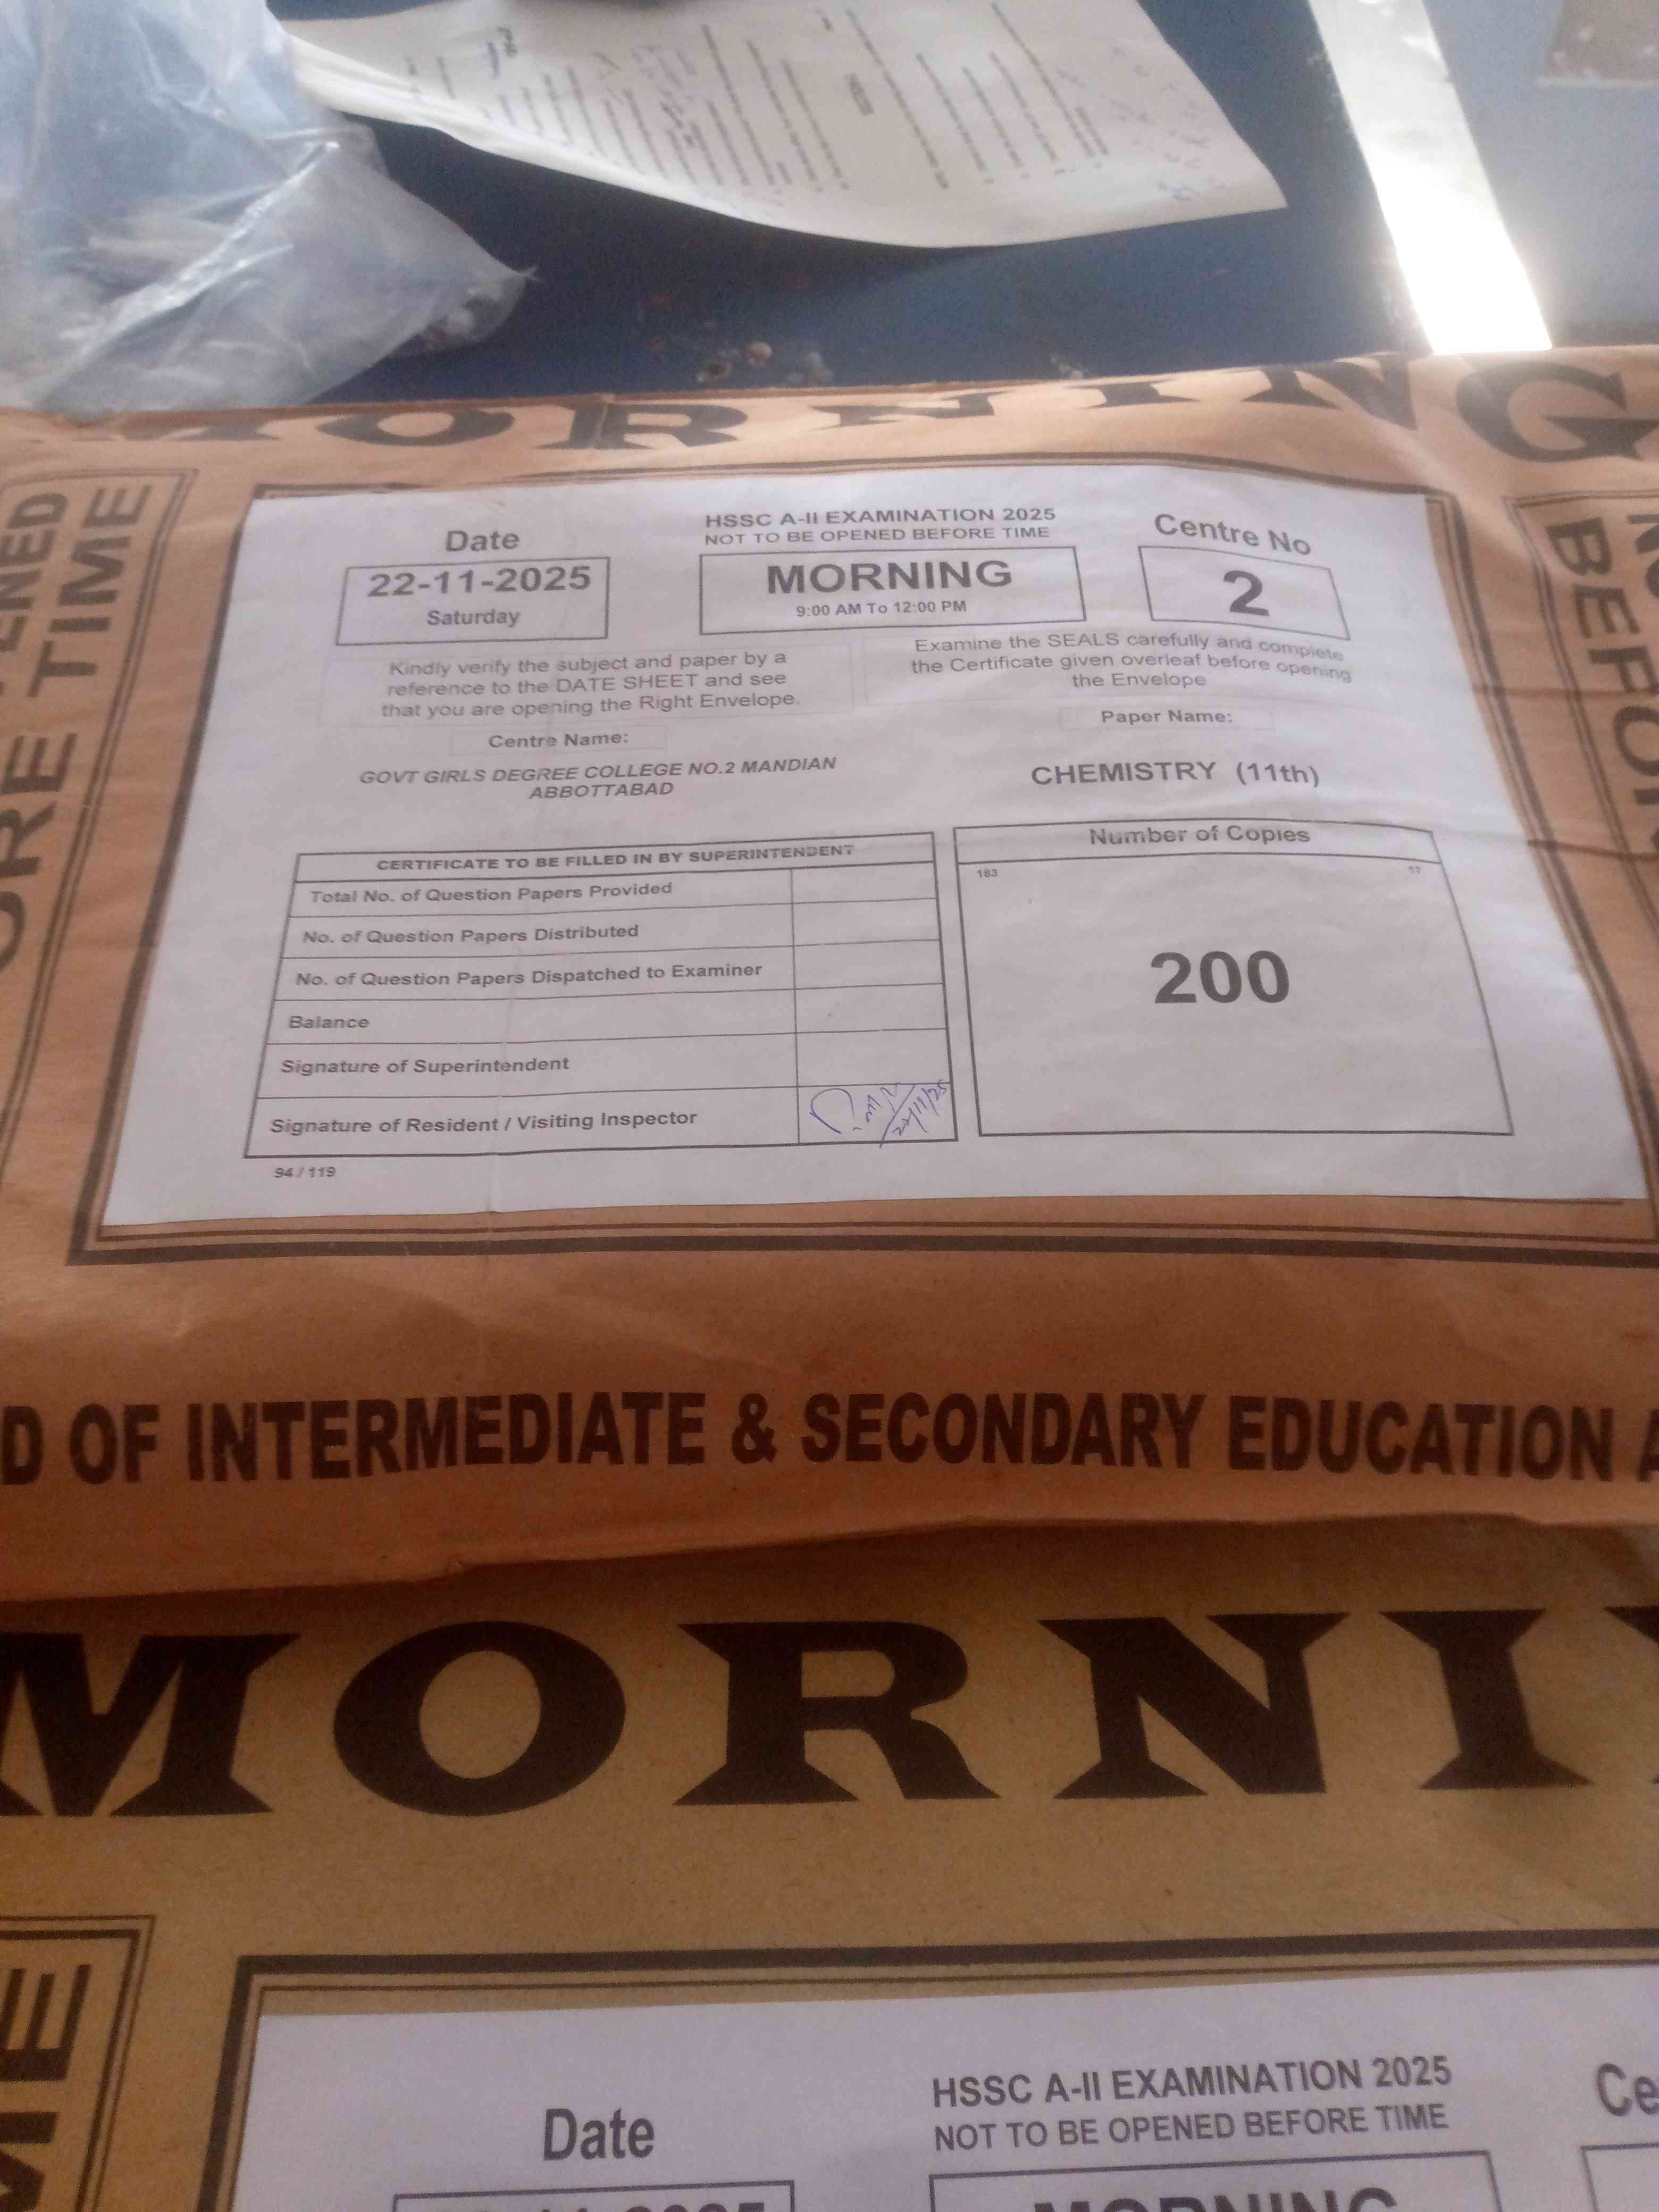 MORNING
OPENED
BEFORE TIME
Date
22-11-2025
Saturday
HSSC A-II EXAMINATION 2025
NOT TO BE OPENED BEFORE TIME
MORNING
9:00 AM To 12:00 PM
Centre No
2
Kindly verify the subject and paper by a
reference to the DATE SHEET and see
that you are opening the Right Envelope.
Examine the SEALS carefully and complete
the Certificate given overleaf before opening
the Envelope
Centre Name:
GOVT GIRLS DEGREE COLLEGE NO.2 MANDIAN
ABBOTTABAD
Paper Name:
CHEMISTRY (11th)
CERTIFICATE TO BE FILLED IN BY SUPERINTENDENT
Total No. of Question Papers Provided
No. of Question Papers Distributed
No. of Question Papers Dispatched to Examiner
Balance
Signature of Superintendent
Signature of Resident / Visiting Inspector
22/11/25
Number of Copies
183 17
200
94 / 119
D OF INTERMEDIATE & SECONDARY EDUCATION A
MORNI
Date
HSSC A-II EXAMINATION 2025
NOT TO BE OPENED BEFORE TIME
Ce
MORNING